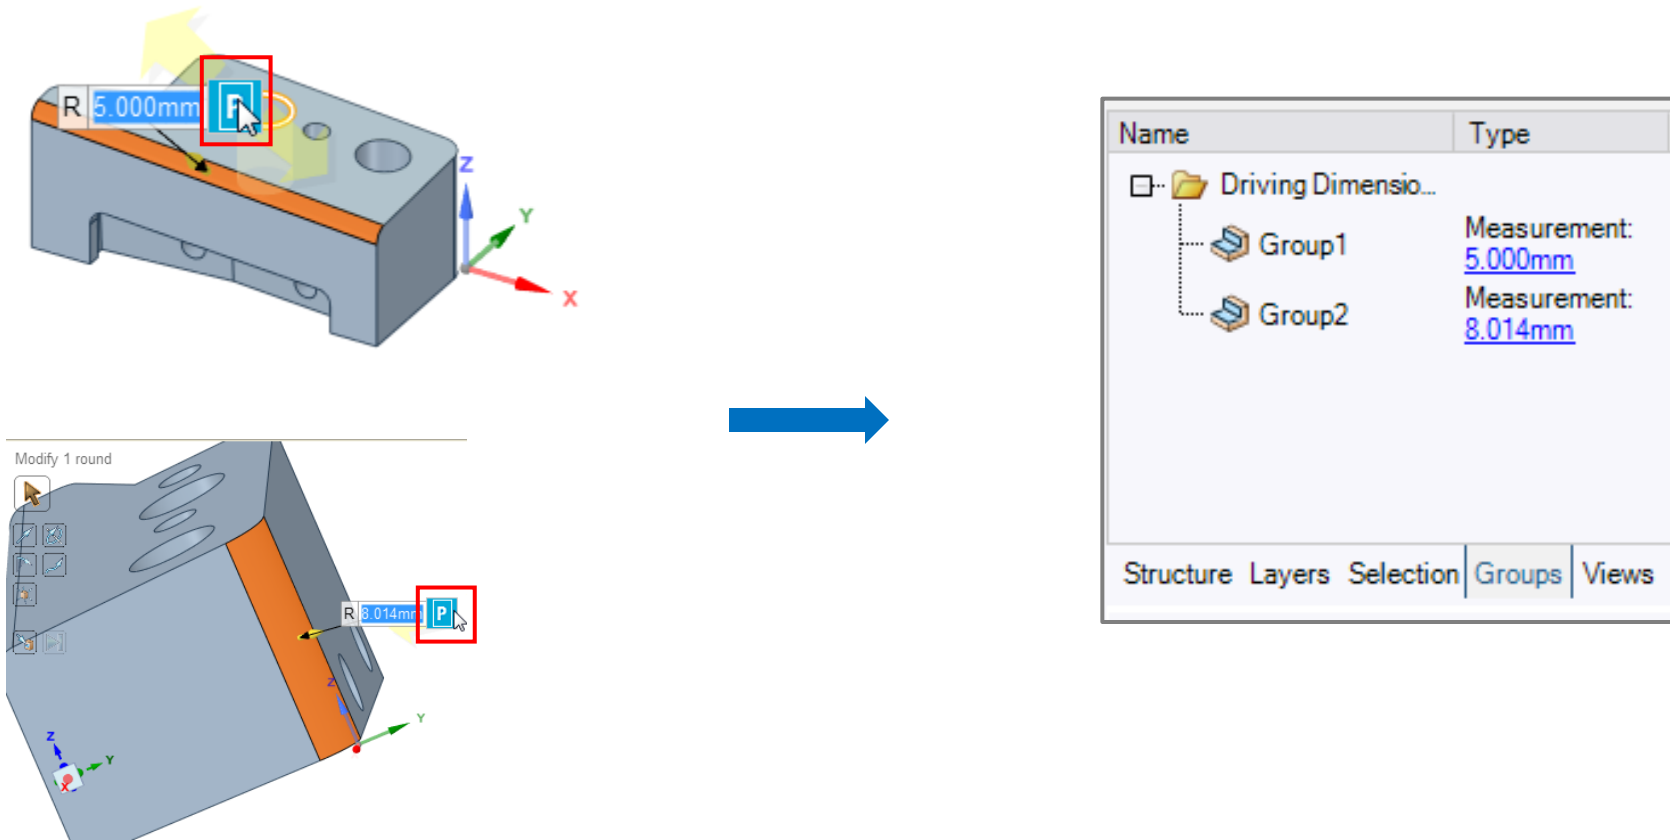 R 5.000mm P
Z
Y
X
Modify 1 round
R 8.014mm P
Z
Y
Z
Y
X
Name Type
Driving Dimensio...
Group1 Measurement:
5.000mm
Group2 Measurement:
8.014mm
Structure Layers Selection Groups Views